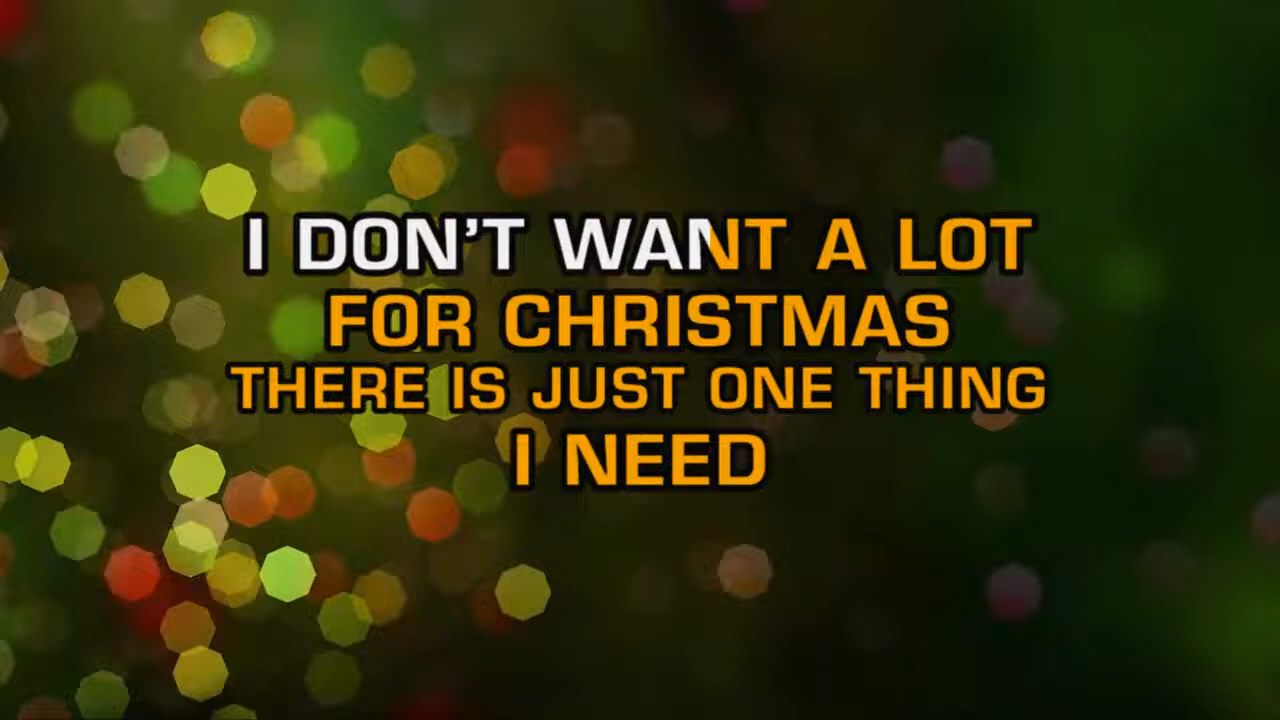 I DON'T WANT A LOT
FOR CHRISTMAS
THERE IS JUST ONE THING
I NEED